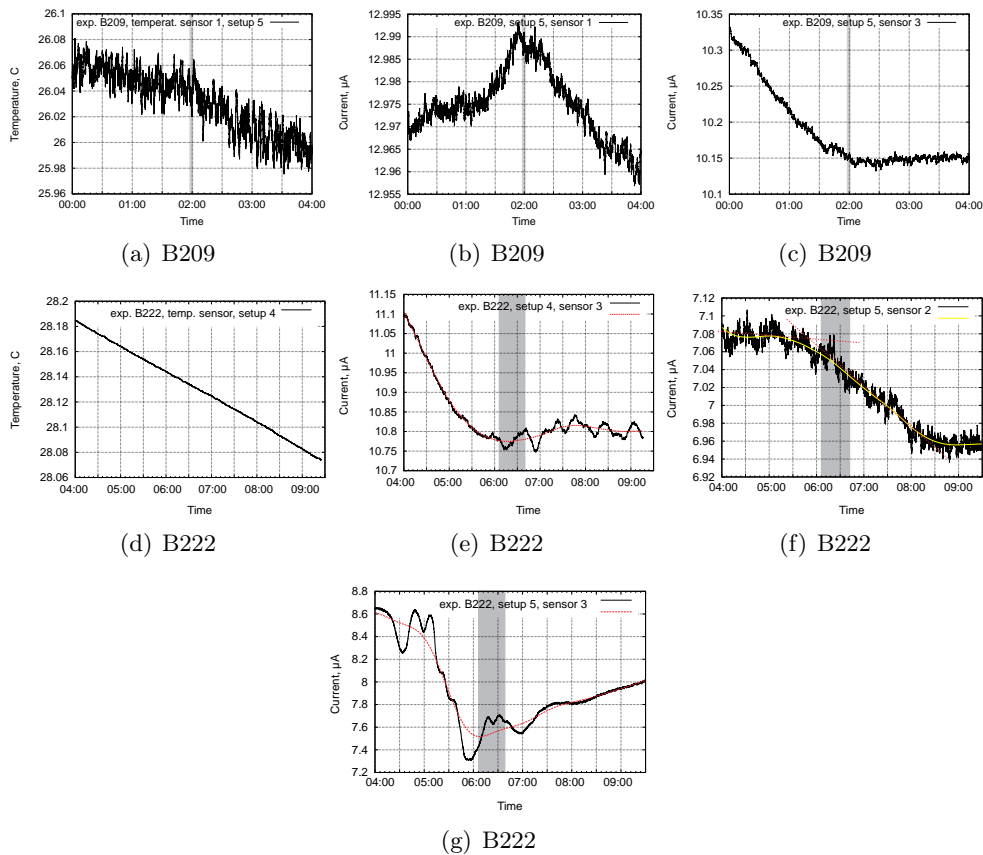 exp. B209, temperat. sensor 1, setup 5
Temperature, C
26.1
26.08
26.06
26.04
26.02
26
25.98
25.96
00:00 01:00 02:00 03:00 04:00
Time
(a) B209
exp. B209, setup 5, sensor 1
Current, µA
12.995
12.99
12.985
12.98
12.975
12.97
12.965
12.96
12.955
00:00 01:00 02:00 03:00 04:00
Time
(b) B209
exp. B209, setup 5, sensor 3
Current, µA
10.35
10.3
10.25
10.2
10.15
10.1
00:00 01:00 02:00 03:00 04:00
Time
(c) B209
exp. B222, temp. sensor, setup 4
Temperature, C
28.2
28.18
28.16
28.14
28.12
28.1
28.08
28.06
04:00 05:00 06:00 07:00 08:00 09:00
Time
(d) B222
exp. B222, setup 4, sensor 3
Current, µA
11.15
11.1
11.05
11
10.95
10.9
10.85
10.8
10.75
10.7
04:00 05:00 06:00 07:00 08:00 09:00
Time
(e) B222
exp. B222, setup 5, sensor 2
Current, µA
7.12
7.1
7.08
7.06
7.04
7.02
7
6.98
6.96
6.94
6.92
04:00 05:00 06:00 07:00 08:00 09:00
Time
(f) B222
exp. B222, setup 5, sensor 3
Current, µA
8.8
8.6
8.4
8.2
8
7.8
7.6
7.4
7.2
04:00 05:00 06:00 07:00 08:00 09:00
Time
(g) B222